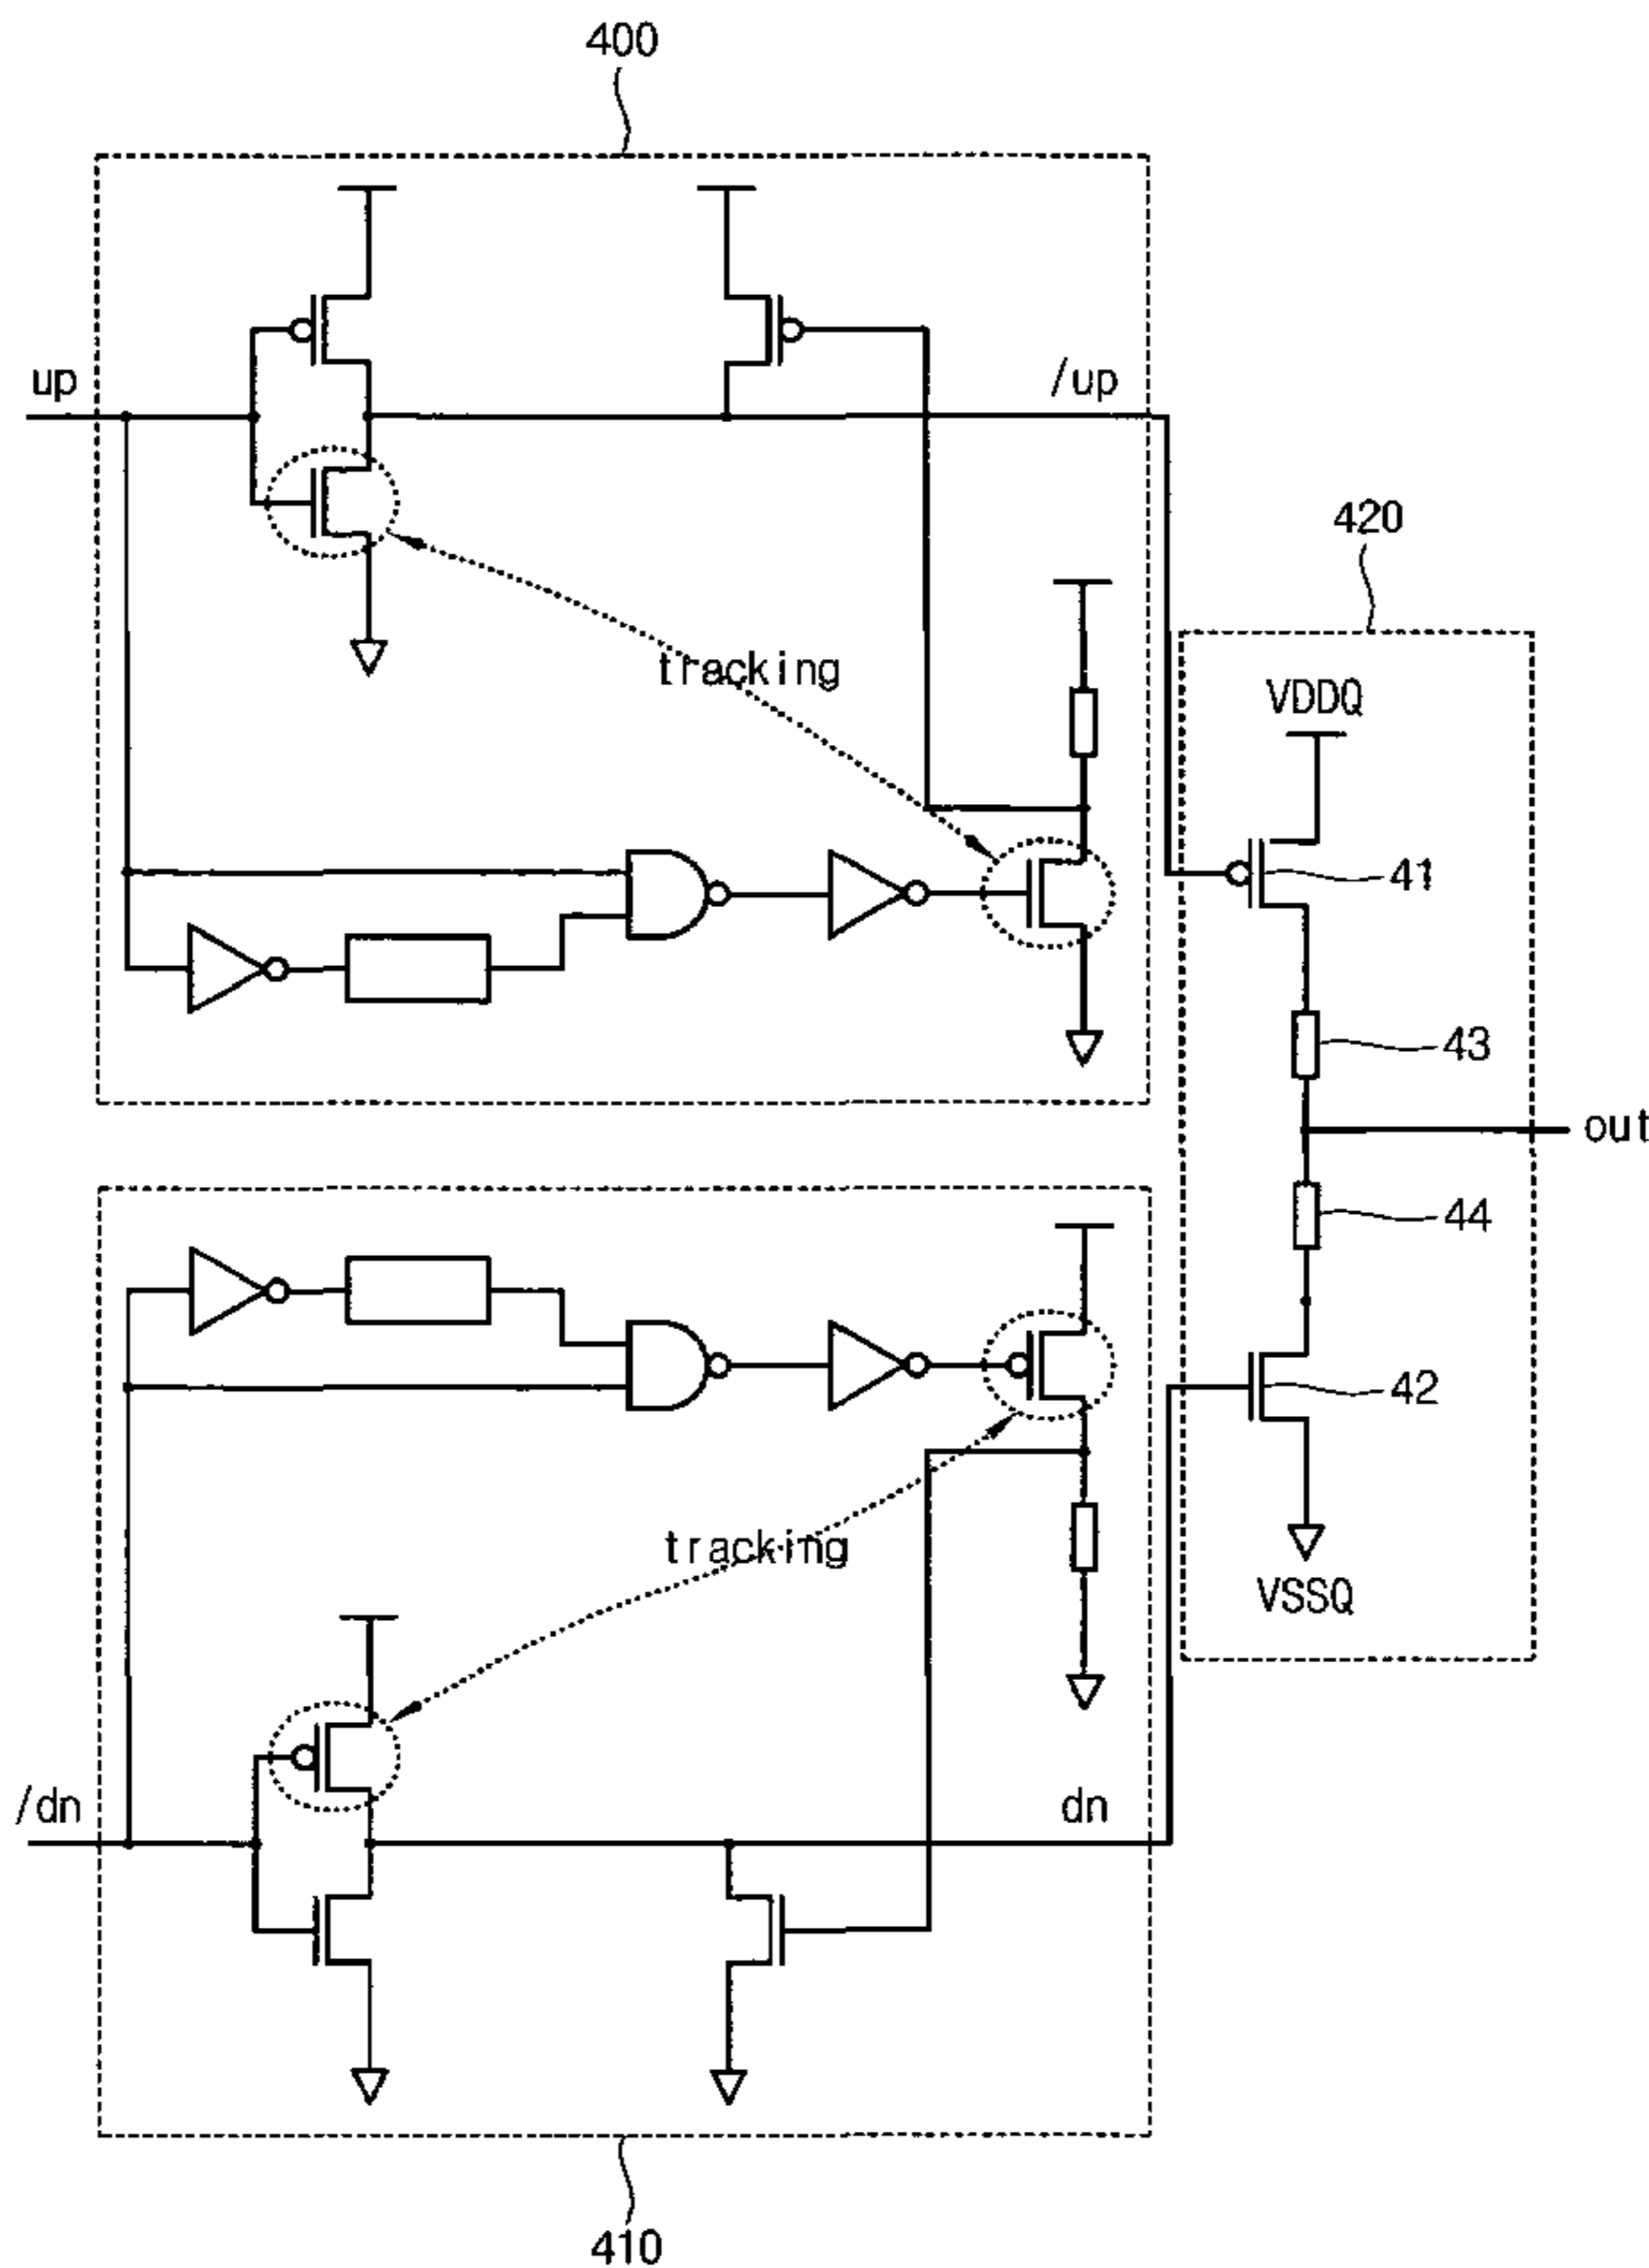 400
up
/up
tracking
420
VDDQ
41
43
out
44
42
tracking
VSSQ
/dn
dn
410